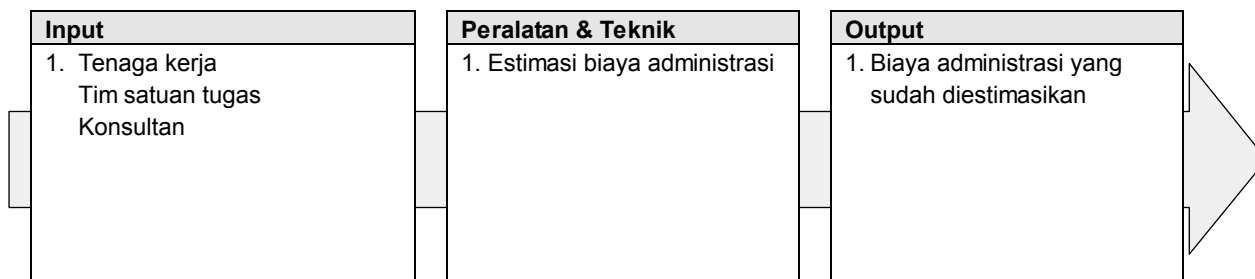 Input
1. Tenaga kerja
Tim satuan tugas
Konsultan
Peralatan & Teknik
1. Estimasi biaya administrasi
Output
1. Biaya administrasi yang
sudah diestimasikan